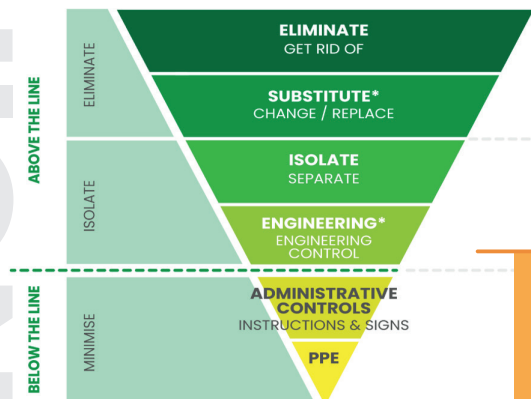 ABOVE THE LINE
BELOW THE LINE
ELIMINATE
ISOLATE
MINIMISE
ELIMINATE
GET RID OF
SUBSTITUTE*
CHANGE / REPLACE
ISOLATE
SEPARATE
ENGINEERING*
ENGINEERING
CONTROL
ADMINISTRATIVE
CONTROLS
INSTRUCTIONS & SIGNS
PPE